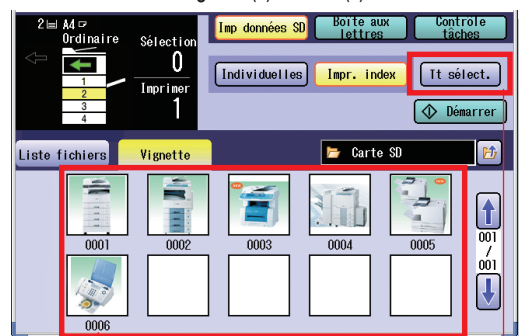 2 A4
Ordinaire
1
2
3
4
Sélection
0
Imprimer
1
Imp données SD
Boîte aux lettres
Contrôle tâches
Individuelles
Impr. index
Tt sélect.
Démarrer
Liste fichiers
Vignette
Carte SD
0001
0002
0003
0004
0005
0006
001
/
001